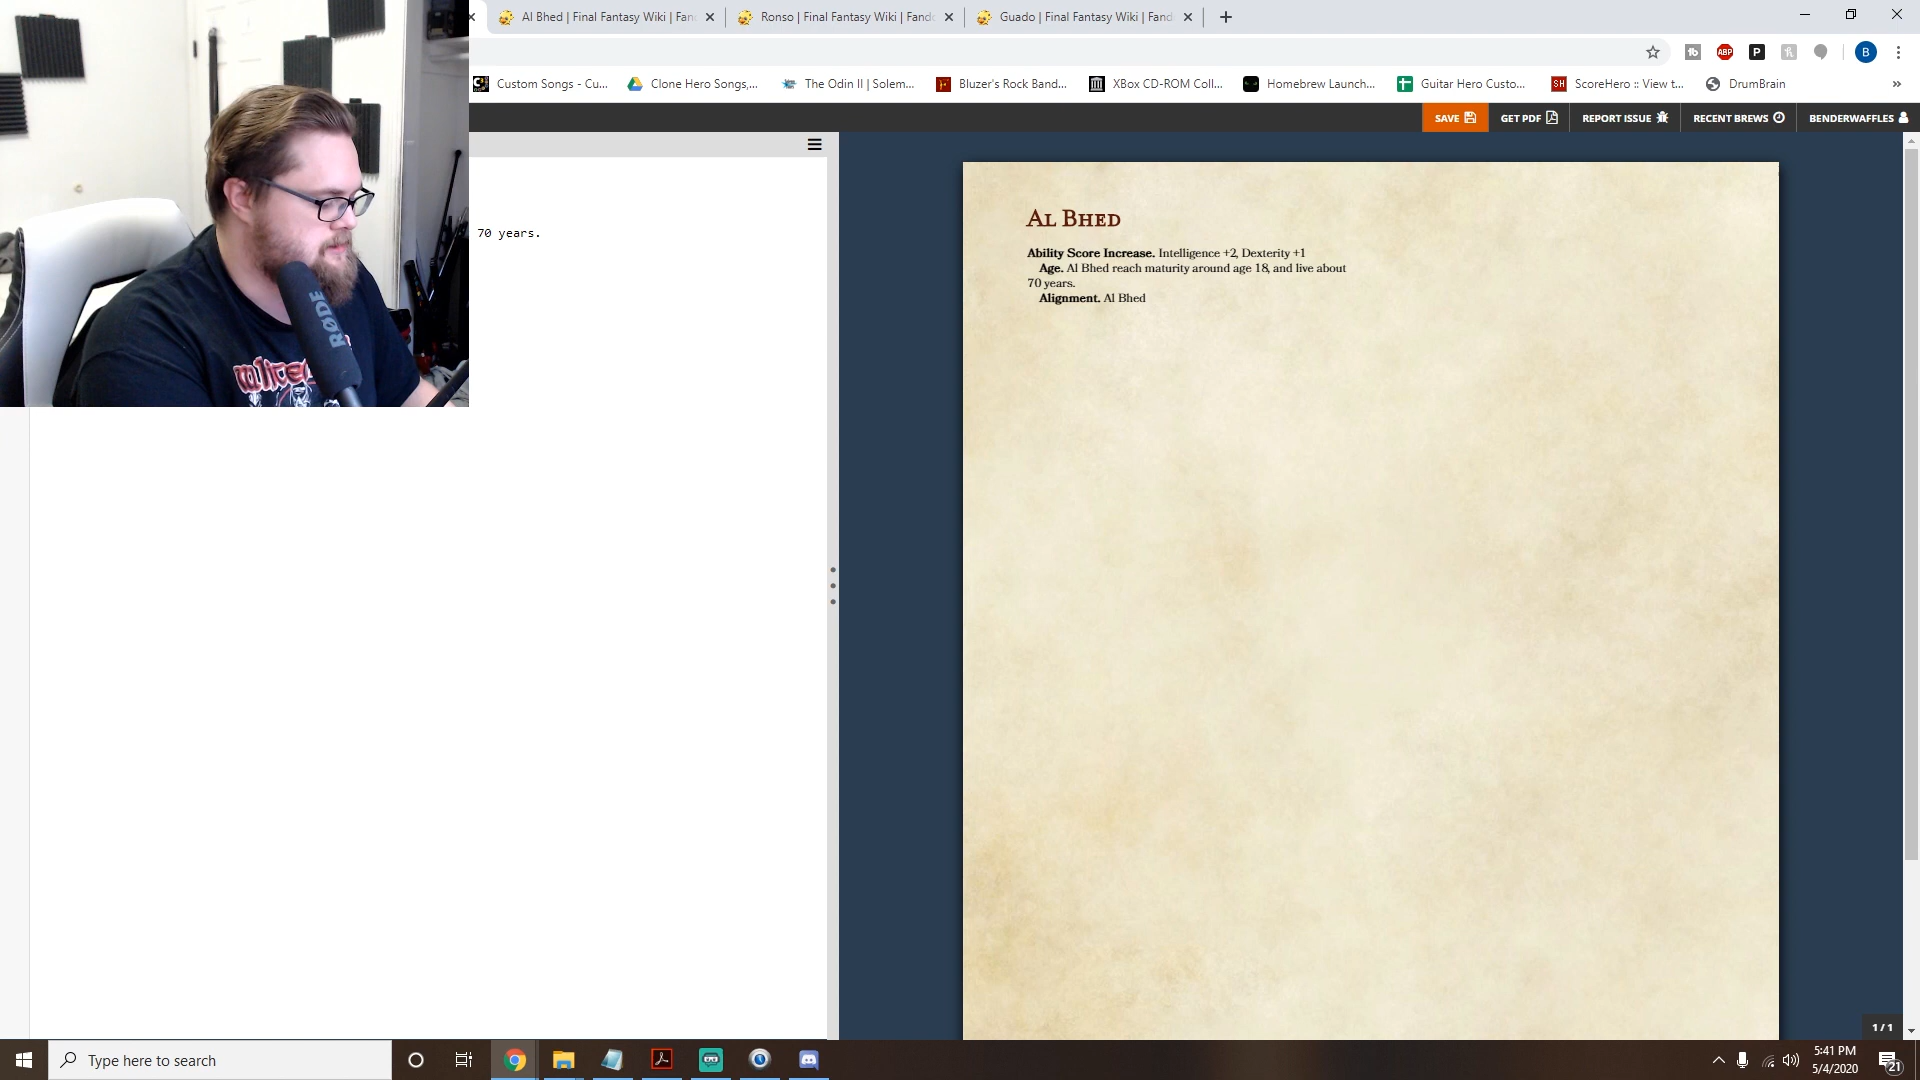 Al Bhed | Final Fantasy Wiki | Fan
Ronso | Final Fantasy Wiki | Fand
Guado | Final Fantasy Wiki | Fand
ABP
P
B
Custom Songs - Cu...
Clone Hero Songs,...
The Odin II | Solem...
Bluzer's Rock Band...
XBox CD-ROM Coll...
Homebrew Launch...
Guitar Hero Custo...
SH
ScoreHero :: View t...
DrumBrain
»
SAVE
GET PDF
REPORT ISSUE
RECENT BREWS
BENDERWAFFLES
70 years.
RØDE
Al Bhed
Ability Score Increase. Intelligence +2, Dexterity +1
Age. Al Bhed reach maturity around age 18, and live about
70 years.
Alignment. Al Bhed
1 / 1
Type here to search
5:41 PM
5/4/2020
21